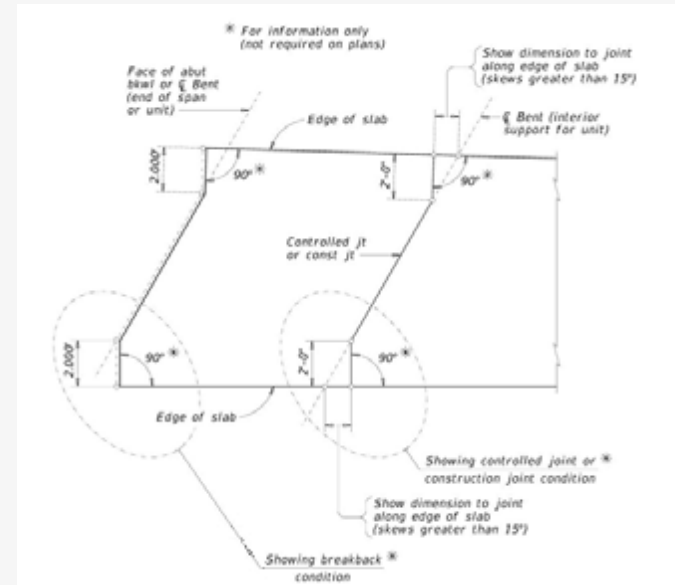 * For information only
(not required on plans)
Show dimension to joint
along edge of slab
(skews greater than 15°)
Face of abut
bkwl or ℄ Bent
(end of span
or unit)
Edge of slab
℄ Bent (interior
support for unit)
2.000'
90° *
2'-0"
90° *
Controlled jt
or const jt
2.000'
90° *
2'-0"
90° *
Edge of slab
Showing controlled joint or *
construction joint condition
Show dimension to joint
along edge of slab
(skews greater than 15°)
Showing breakback *
condition